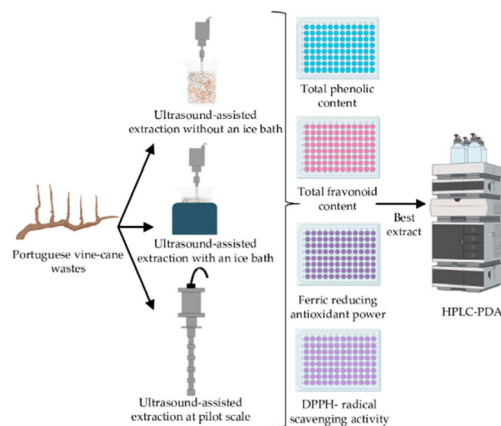 Portuguese vine-cane
wastes
Ultrasound-assisted
extraction without an ice bath
Ultrasound-assisted
extraction with an ice bath
Ultrasound-assisted
extraction at pilot scale
Total phenolic
content
Total fravonoid
content
Ferric reducing
antioxidant power
DPPH- radical
scavenging activity
Best
extract
HPLC-PDA